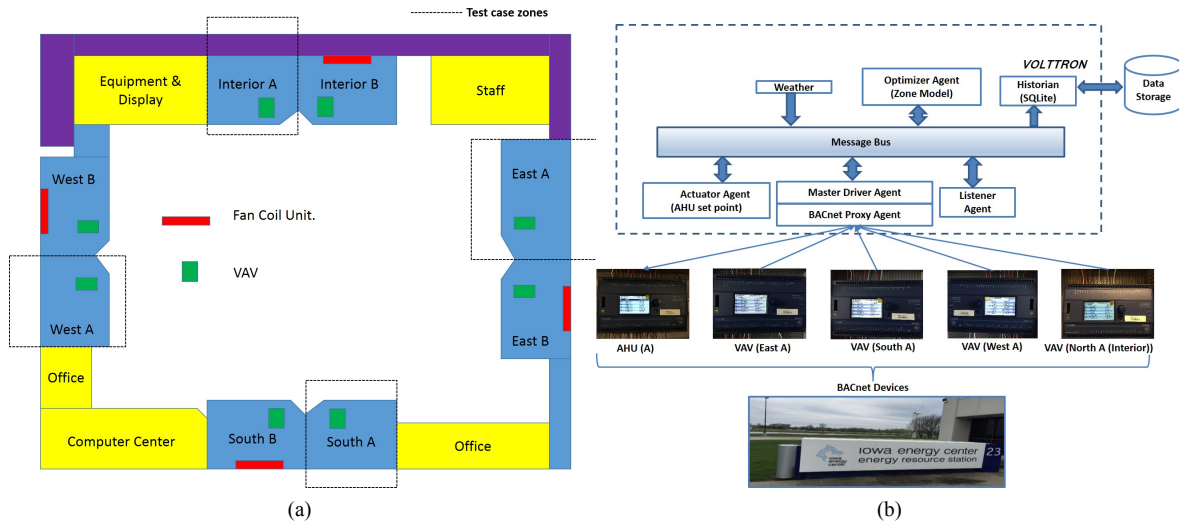 Test case zones
Equipment &
Display
Interior A
Interior B
Staff
West B
East A
Fan Coil Unit.
VAV
West A
East B
Office
Computer Center
South B
South A
Office
(a)
VOLTTRON
Weather
Optimizer Agent
(Zone Model)
Historian
(SQLite)
Data
Storage
Message Bus
Actuator Agent
(AHU set point)
Master Driver Agent
BACnet Proxy Agent
Listener
Agent
AHU (A)
VAV (East A)
VAV (South A)
VAV (West A)
VAV (North A (Interior))
BACnet Devices
iowa energy center
iowa energy center
energy resource station
23
(b)